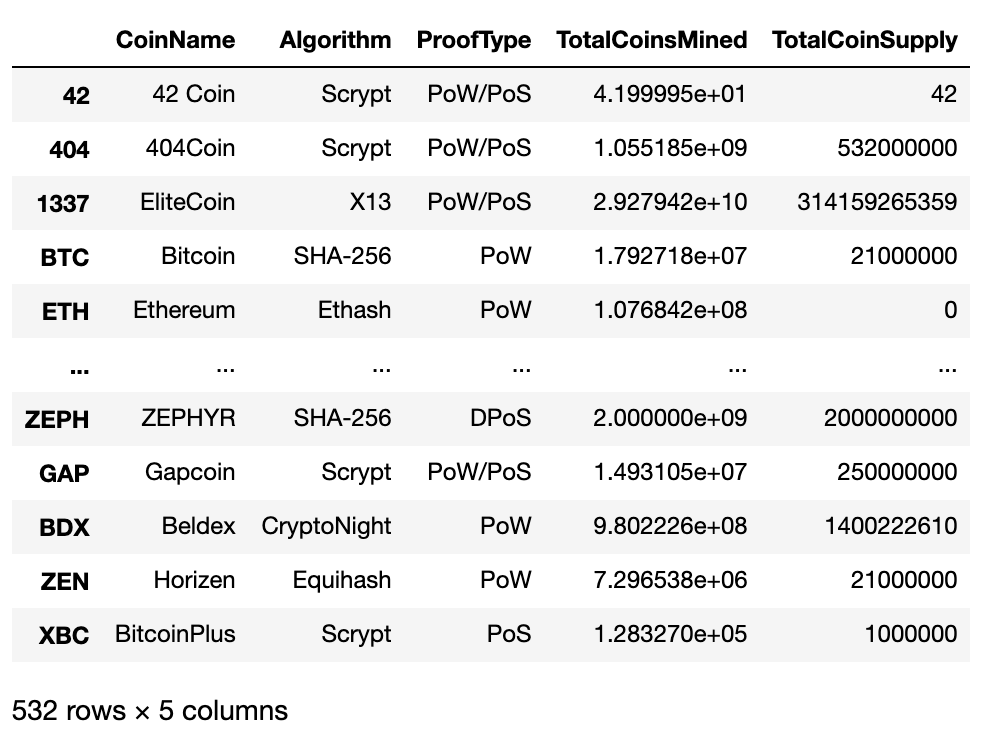 CoinName Algorithm ProofType TotalCoinsMined TotalCoinSupply
42 42 Coin Scrypt PoW/PoS 4.199995e+01 42
404 404Coin Scrypt PoW/PoS 1.055185e+09 532000000
1337 EliteCoin X13 PoW/PoS 2.927942e+10 314159265359
BTC Bitcoin SHA-256 PoW 1.792718e+07 21000000
ETH Ethereum Ethash PoW 1.076842e+08 0
... ... ... ... ... ...
ZEPH ZEPHYR SHA-256 DPoS 2.000000e+09 2000000000
GAP Gapcoin Scrypt PoW/PoS 1.493105e+07 250000000
BDX Beldex CryptoNight PoW 9.802226e+08 1400222610
ZEN Horizen Equihash PoW 7.296538e+06 21000000
XBC BitcoinPlus Scrypt PoS 1.283270e+05 1000000
532 rows × 5 columns